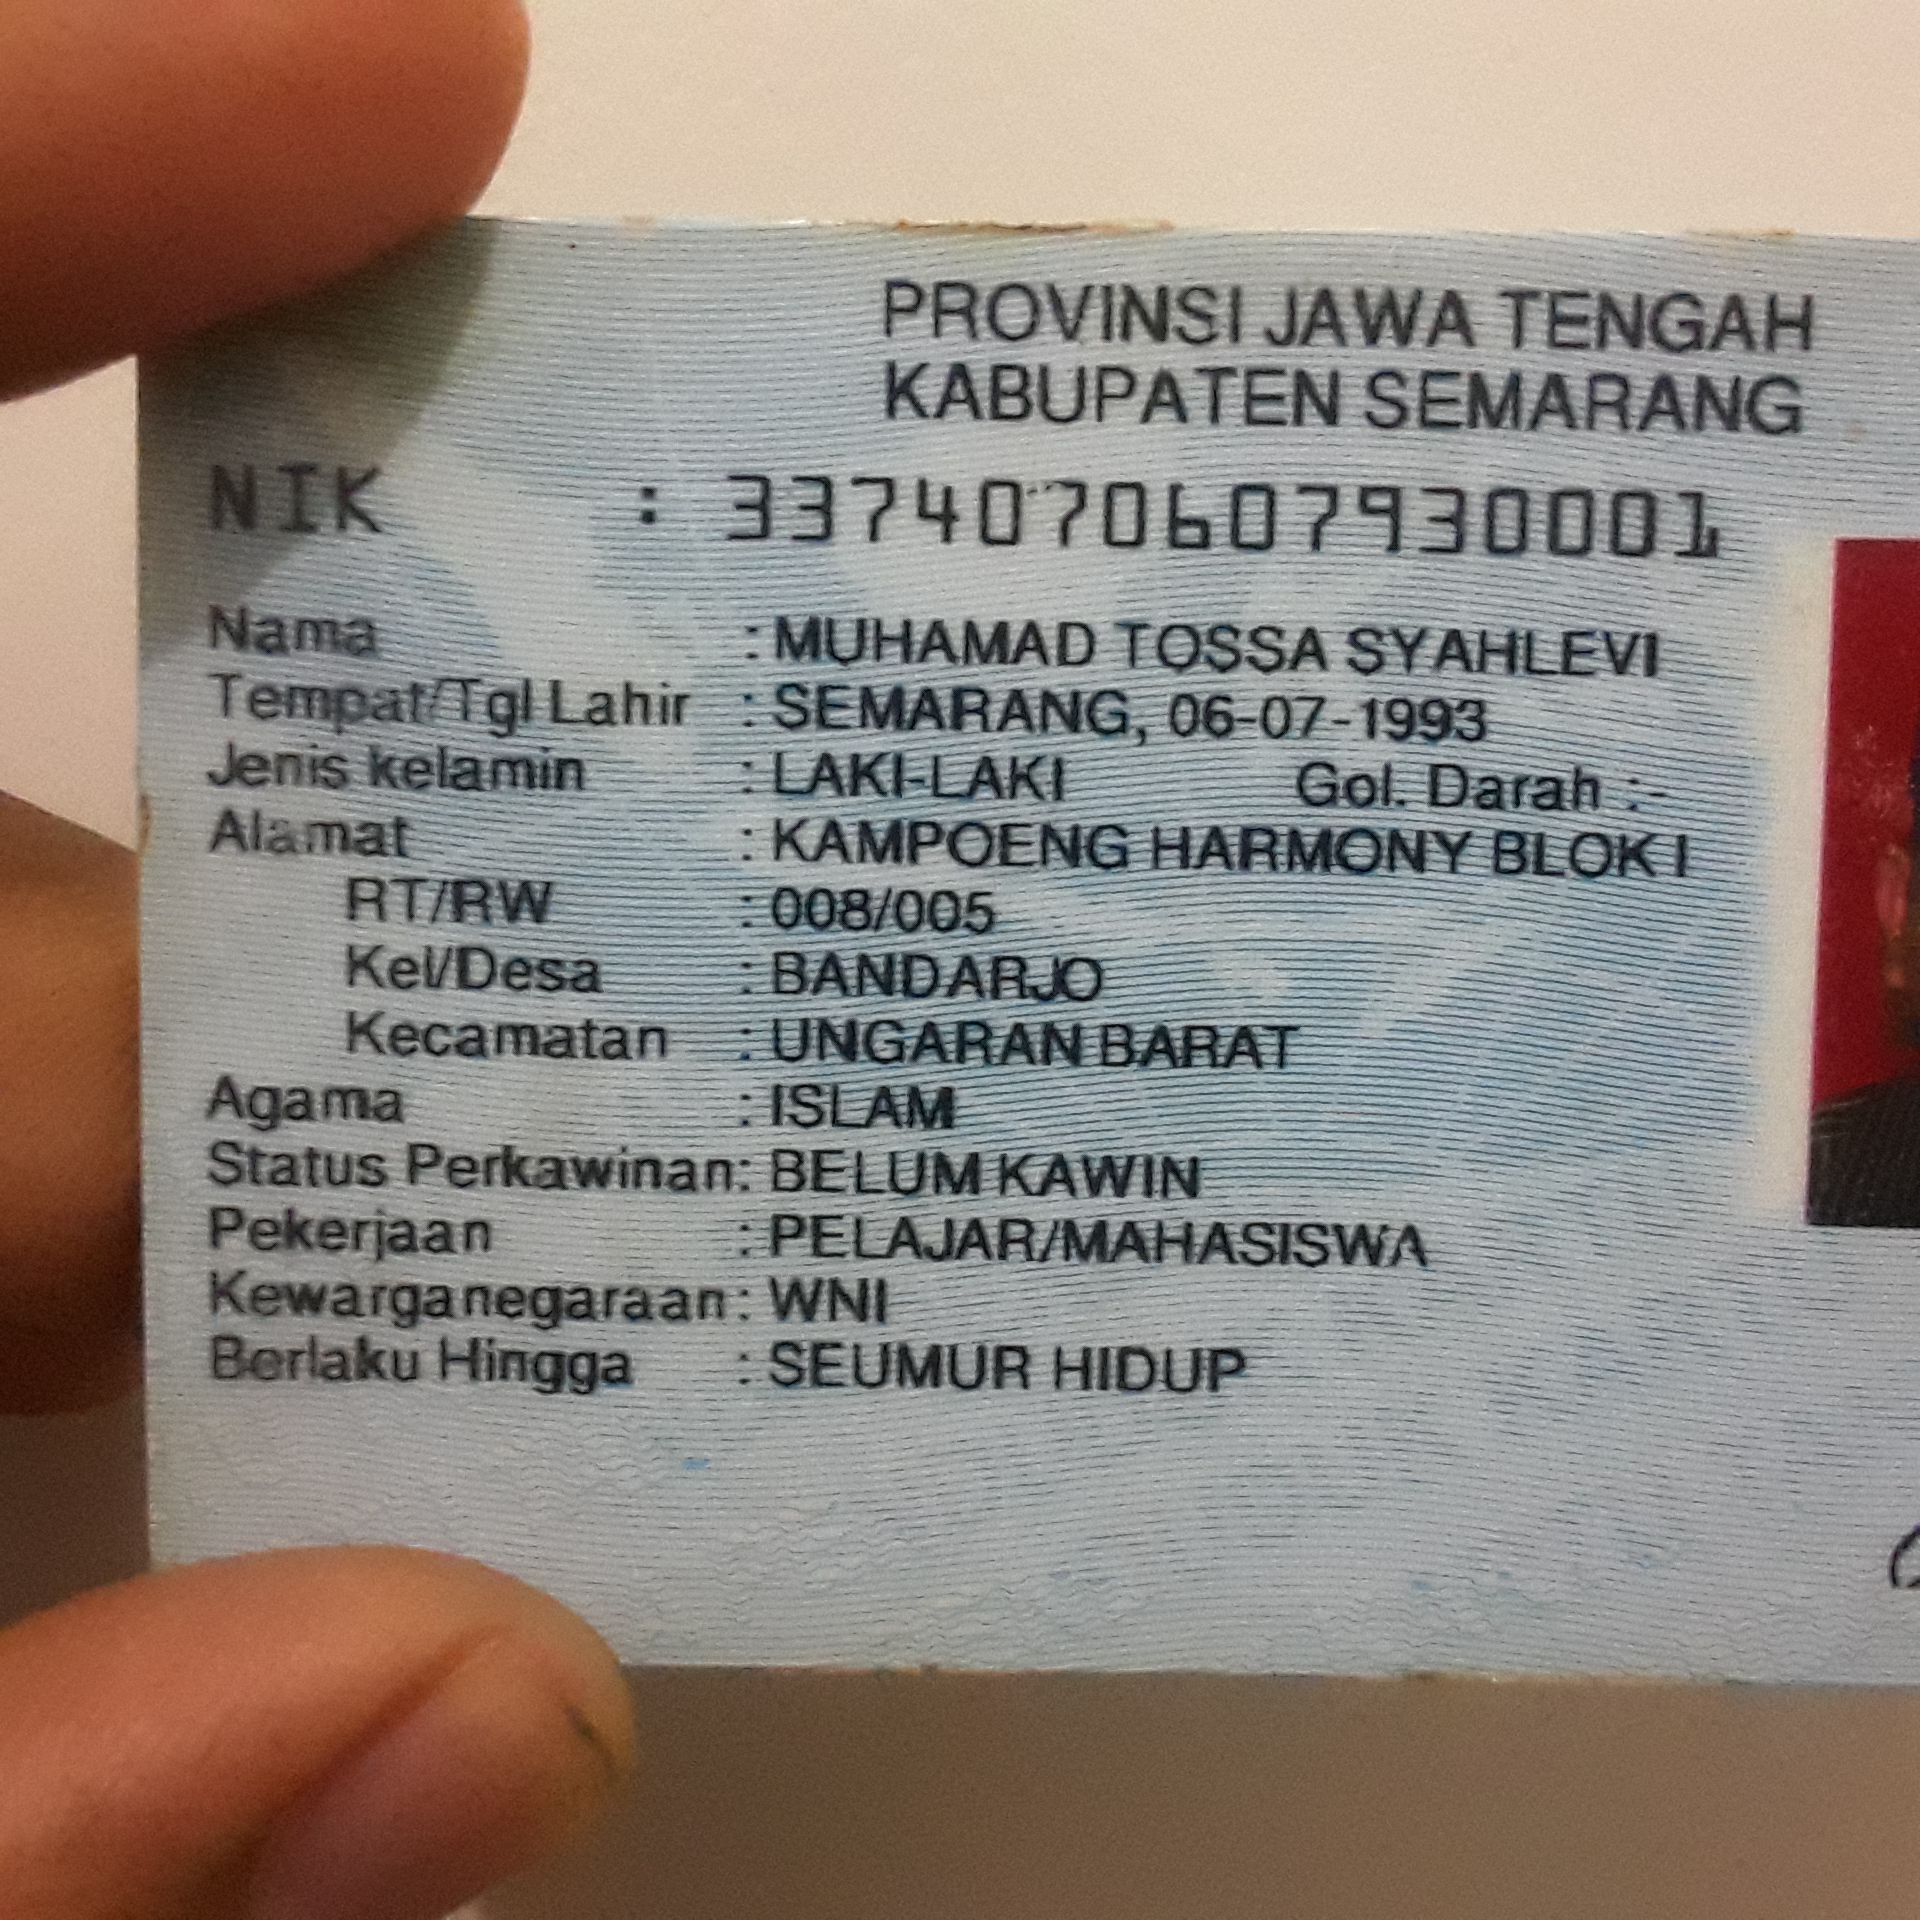 PROVINSI JAWA TENGAH
KABUPATEN SEMARANG
NIK : 3374070607930001
Nama : MUHAMAD TOSSA SYAHLEVI
Tempat/Tgl Lahir : SEMARANG, 06-07-1993
Jenis kelamin : LAKI-LAKI Gol. Darah :-
Alamat : KAMPOENG HARMONY BLOK I
RT/RW : 008/005
Kel/Desa : BANDARJO
Kecamatan : UNGARAN BARAT
Agama : ISLAM
Status Perkawinan: BELUM KAWIN
Pekerjaan : PELAJAR/MAHASISWA
Kewarganegaraan: WNI
Berlaku Hingga : SEUMUR HIDUP